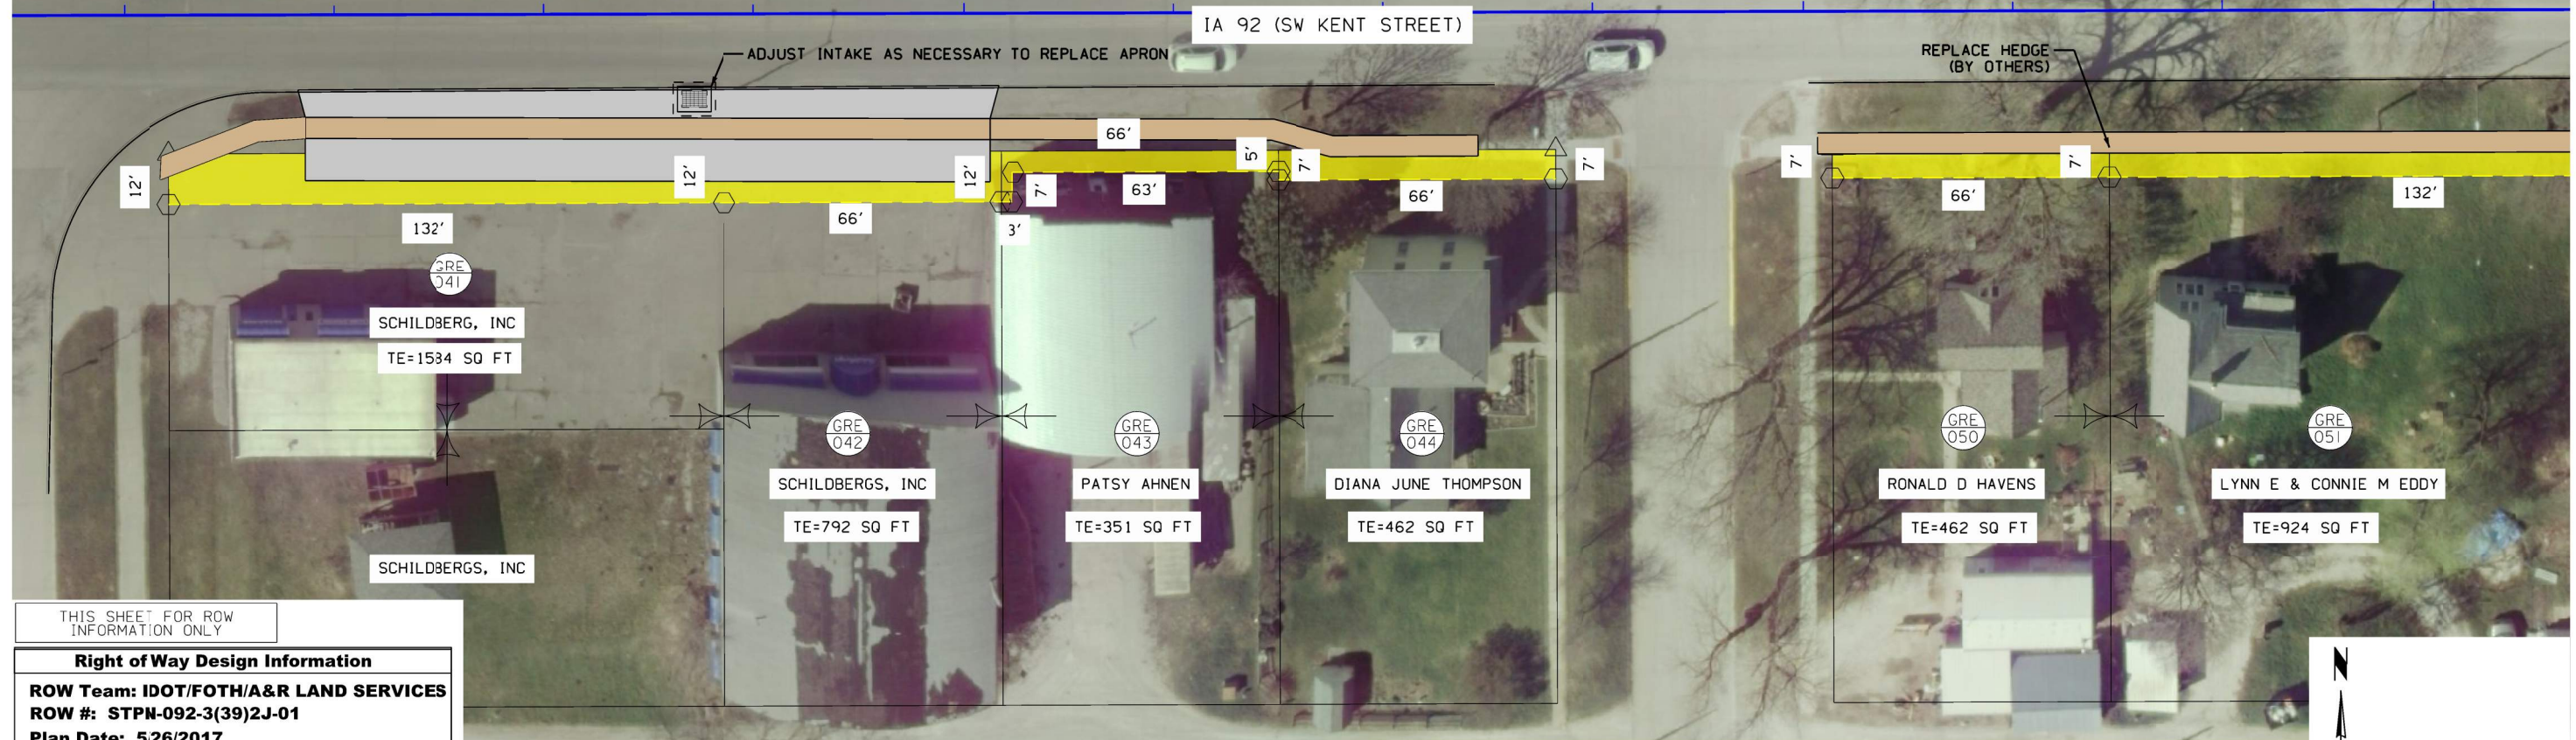 IA 92 (SW KENT STREET)
ADJUST INTAKE AS NECESSARY TO REPLACE APRON
REPLACE HEDGE
(BY OTHERS)
66'
12'
12'
12'
5'
7'
7'
7'
7'
7'
63'
66'
66'
132'
132'
66'
3'
GRE
041
SCHILDBERG, INC
TE=1584 SQ FT
SCHILDBERGS, INC
GRE
042
SCHILDBERGS, INC
TE=792 SQ FT
GRE
043
PATSY AHNEN
TE=351 SQ FT
GRE
044
DIANA JUNE THOMPSON
TE=462 SQ FT
GRE
050
RONALD D HAVENS
TE=462 SQ FT
GRE
051
LYNN E & CONNIE M EDDY
TE=924 SQ FT
THIS SHEET FOR ROW
INFORMATION ONLY
Right of Way Design Information
ROW Team: IDOT/FOTH/A&R LAND SERVICES
ROW #: STPN-092-3(39)2J-01
Plan Date: 5/26/2017
N